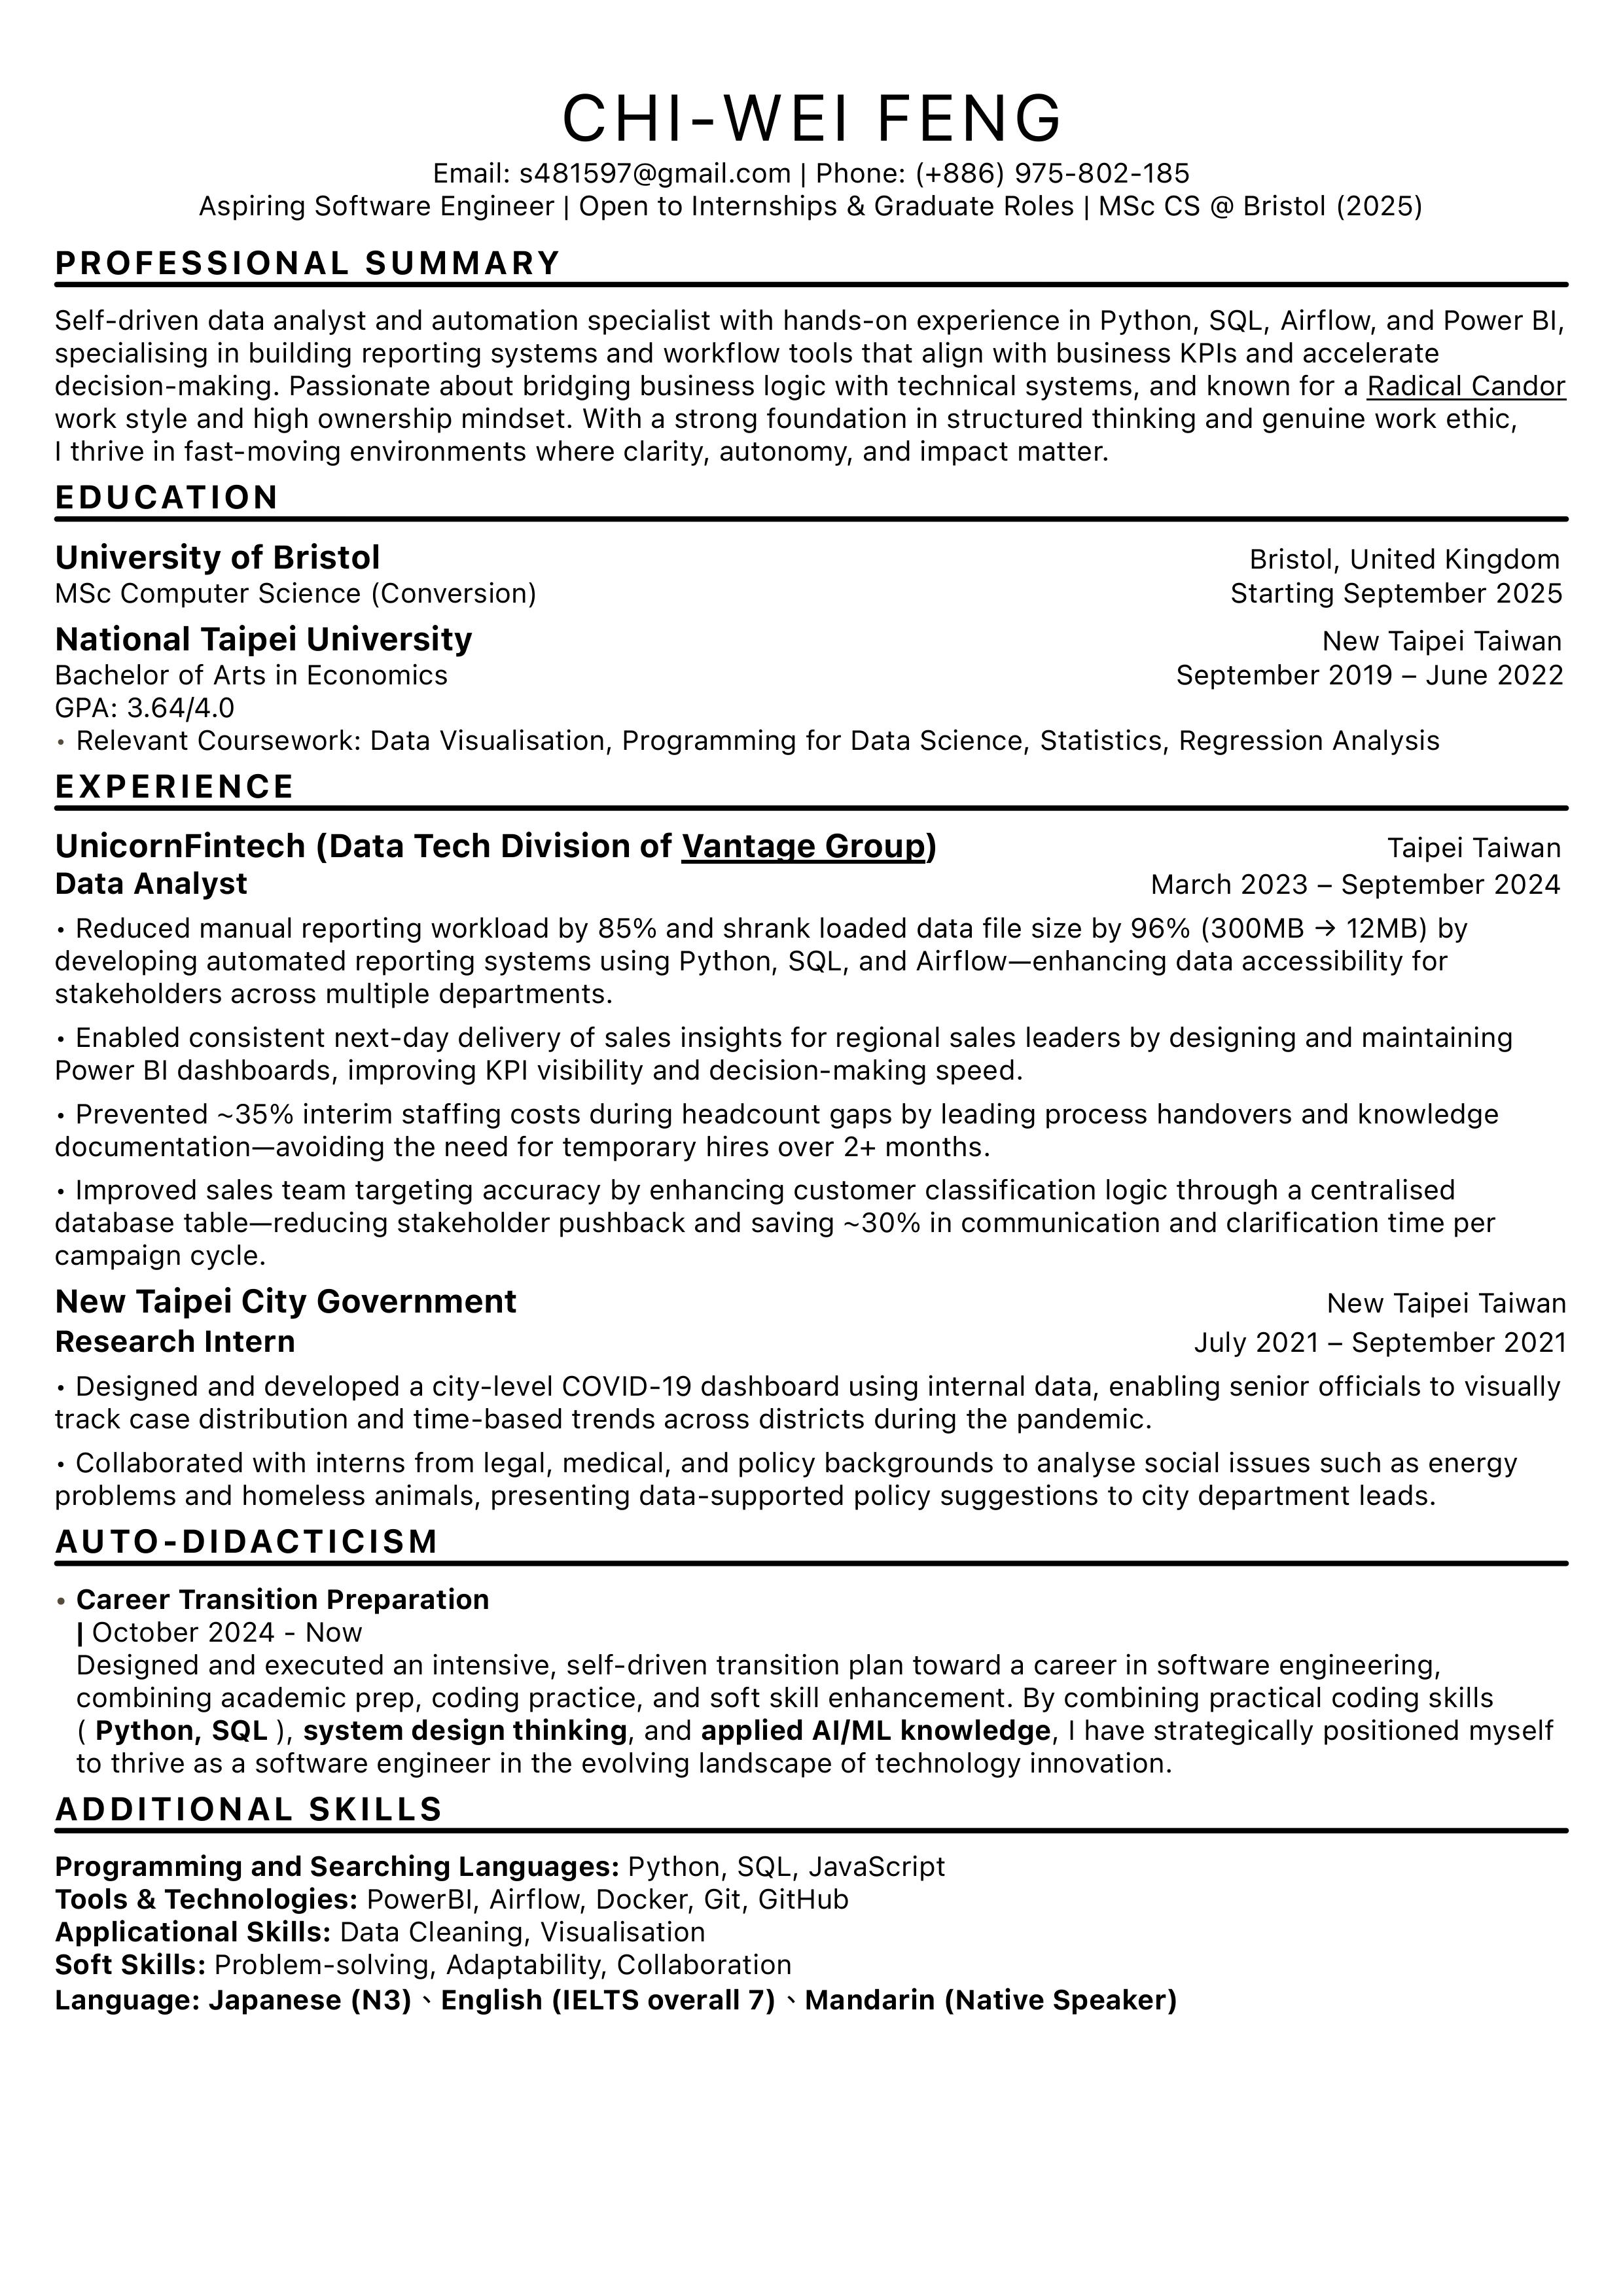 CHI-WEI FENG
Email: s481597@gmail.com | Phone: (+886) 975-802-185
Aspiring Software Engineer | Open to Internships & Graduate Roles | MSc CS @ Bristol (2025)
PROFESSIONAL SUMMARY
Self-driven data analyst and automation specialist with hands-on experience in Python, SQL, Airflow, and Power BI,
specialising in building reporting systems and workflow tools that align with business KPIs and accelerate
decision-making. Passionate about bridging business logic with technical systems, and known for a Radical Candor
work style and high ownership mindset. With a strong foundation in structured thinking and genuine work ethic,
I thrive in fast-moving environments where clarity, autonomy, and impact matter.
EDUCATION
University of Bristol Bristol, United Kingdom
MSc Computer Science (Conversion) Starting September 2025
National Taipei University New Taipei Taiwan
Bachelor of Arts in Economics September 2019 – June 2022
GPA: 3.64/4.0
• Relevant Coursework: Data Visualisation, Programming for Data Science, Statistics, Regression Analysis
EXPERIENCE
UnicornFintech (Data Tech Division of Vantage Group) Taipei Taiwan
Data Analyst March 2023 – September 2024
• Reduced manual reporting workload by 85% and shrank loaded data file size by 96% (300MB → 12MB) by
developing automated reporting systems using Python, SQL, and Airflow—enhancing data accessibility for
stakeholders across multiple departments.
• Enabled consistent next-day delivery of sales insights for regional sales leaders by designing and maintaining
Power BI dashboards, improving KPI visibility and decision-making speed.
• Prevented ~35% interim staffing costs during headcount gaps by leading process handovers and knowledge
documentation—avoiding the need for temporary hires over 2+ months.
• Improved sales team targeting accuracy by enhancing customer classification logic through a centralised
database table—reducing stakeholder pushback and saving ~30% in communication and clarification time per
campaign cycle.
New Taipei City Government New Taipei Taiwan
Research Intern July 2021 – September 2021
• Designed and developed a city-level COVID-19 dashboard using internal data, enabling senior officials to visually
track case distribution and time-based trends across districts during the pandemic.
• Collaborated with interns from legal, medical, and policy backgrounds to analyse social issues such as energy
problems and homeless animals, presenting data-supported policy suggestions to city department leads.
AUTO-DIDACTICISM
• Career Transition Preparation
| October 2024 - Now
Designed and executed an intensive, self-driven transition plan toward a career in software engineering,
combining academic prep, coding practice, and soft skill enhancement. By combining practical coding skills
( Python, SQL ), system design thinking, and applied AI/ML knowledge, I have strategically positioned myself
to thrive as a software engineer in the evolving landscape of technology innovation.
ADDITIONAL SKILLS
Programming and Searching Languages: Python, SQL, JavaScript
Tools & Technologies: PowerBI, Airflow, Docker, Git, GitHub
Applicational Skills: Data Cleaning, Visualisation
Soft Skills: Problem-solving, Adaptability, Collaboration
Language: Japanese (N3)、English (IELTS overall 7)、Mandarin (Native Speaker)